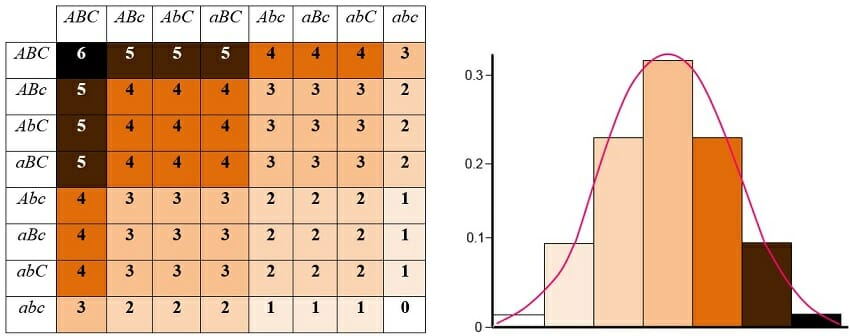 ABC ABc AbC aBC Abc aBc abC abc
ABC 6 5 5 5 4 4 4 3
ABc 5 4 4 4 3 3 3 2
AbC 5 4 4 4 3 3 3 2
aBC 5 4 4 4 3 3 3 2
Abc 4 3 3 3 2 2 2 1
aBc 4 3 3 3 2 2 2 1
abC 4 3 3 3 2 2 2 1
abc 3 2 2 2 1 1 1 0
0.3
0.2
0.1
0